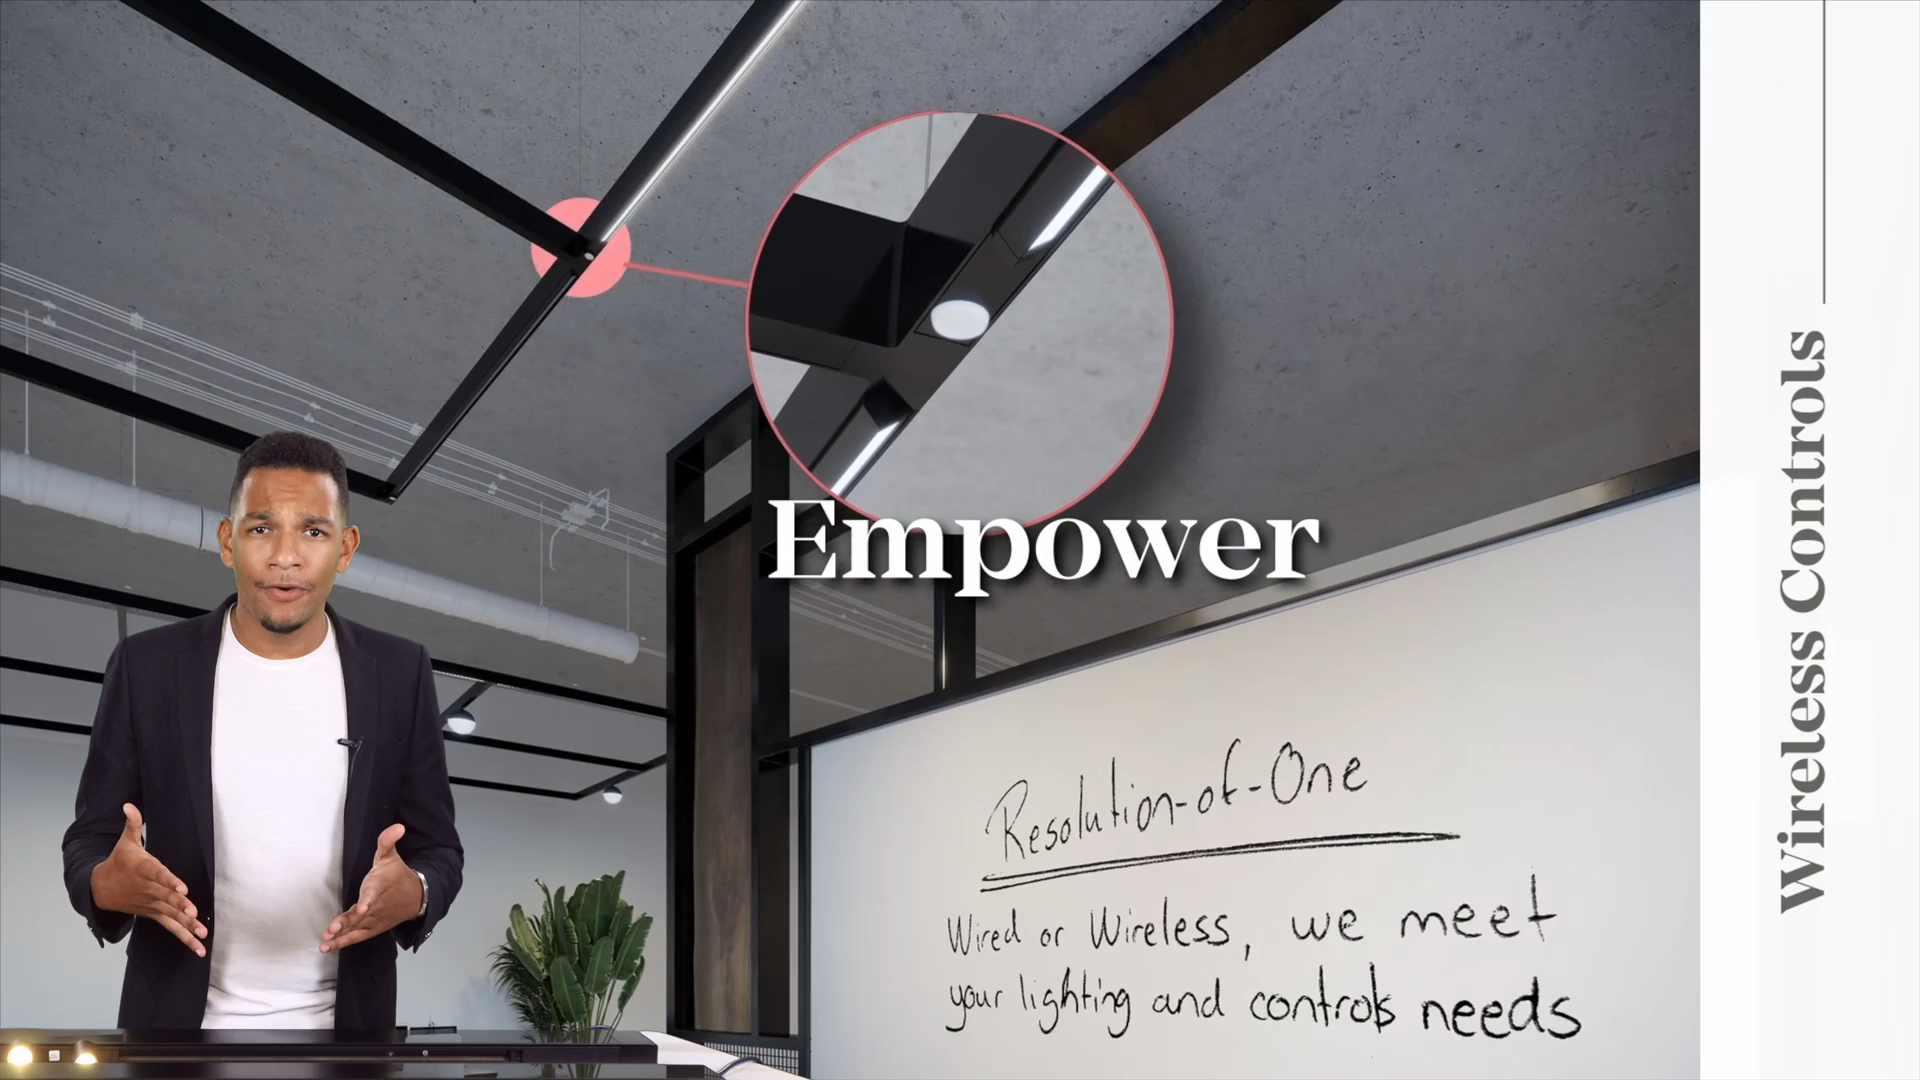 Empower
Resolution-of-One
Wired or Wireless, we meet
your lighting and controls needs
Wireless Controls